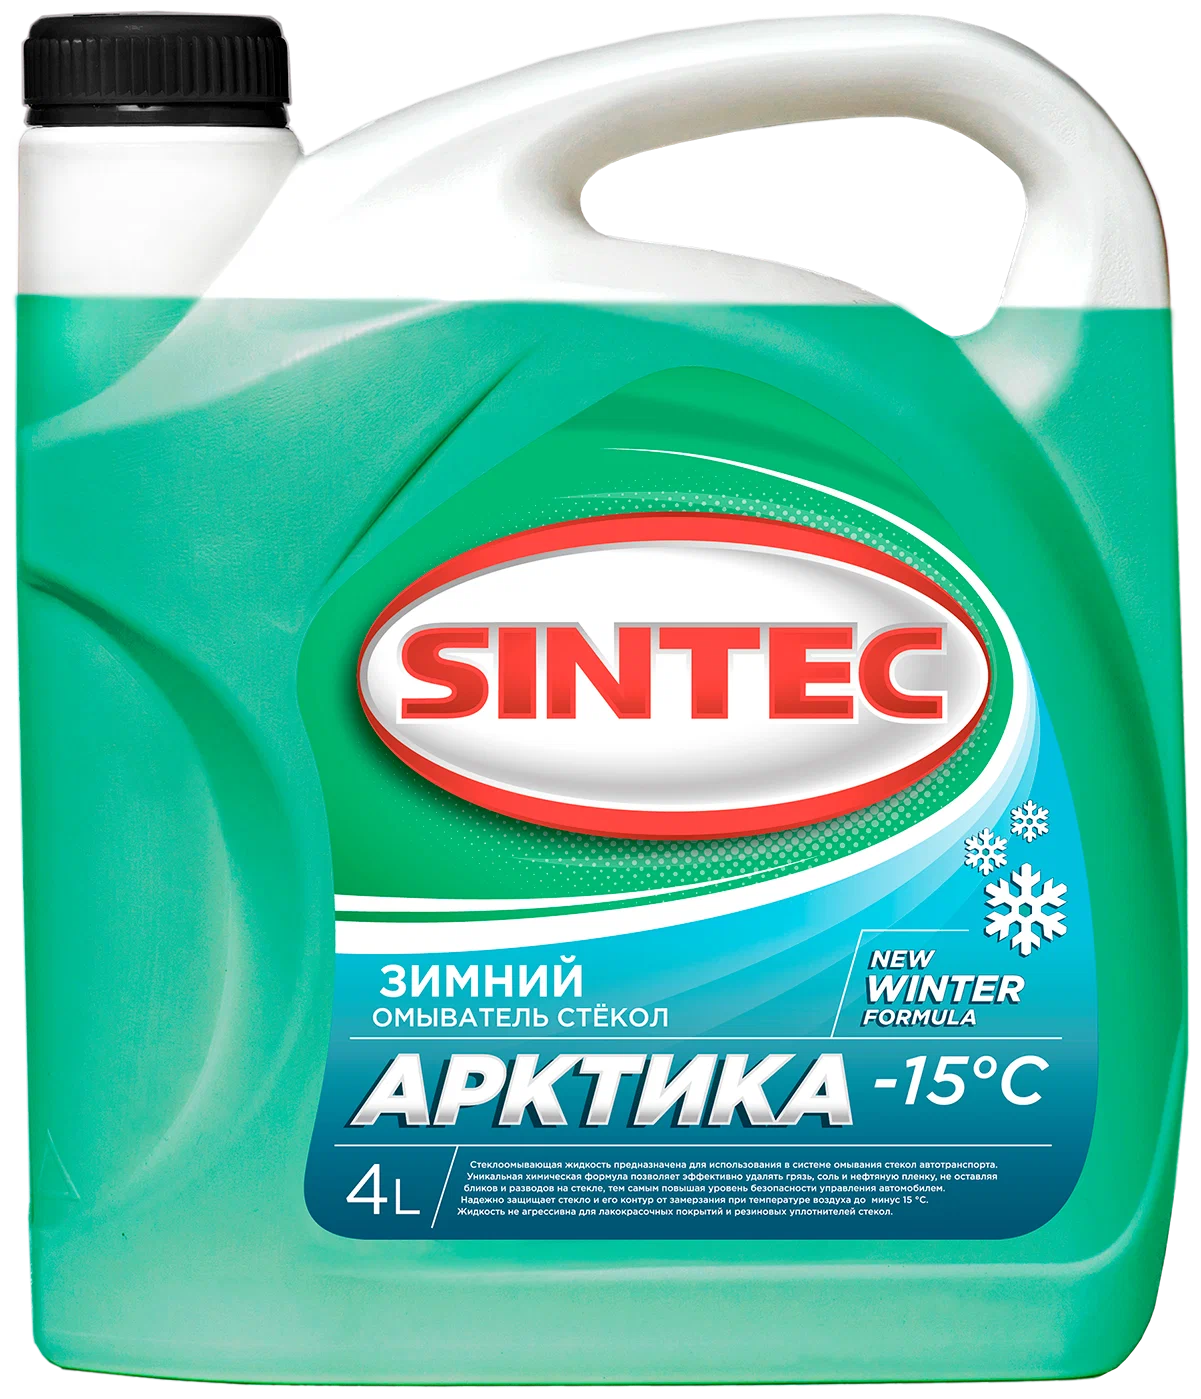 SINTEC
ЗИМНИЙ
ОМЫВАТЕЛЬ СТЁКОЛ
NEW
WINTER
FORMULA
АРКТИКА
-15°C
4L
Стеклоомывающая жидкость предназначена для использования в системе омывания стекол автотранспорта.
Уникальная химическая формула позволяет эффективно удалять грязь, соль и нефтяную пленку, не оставляя
бликов и разводов на стекле, тем самым повышая уровень безопасности управления автомобилем.
Надежно защищает стекло и его контур от замерзания при температуре воздуха до минус 15 °С.
Жидкость не агрессивна для лакокрасочных покрытий и резиновых уплотнителей стекол.